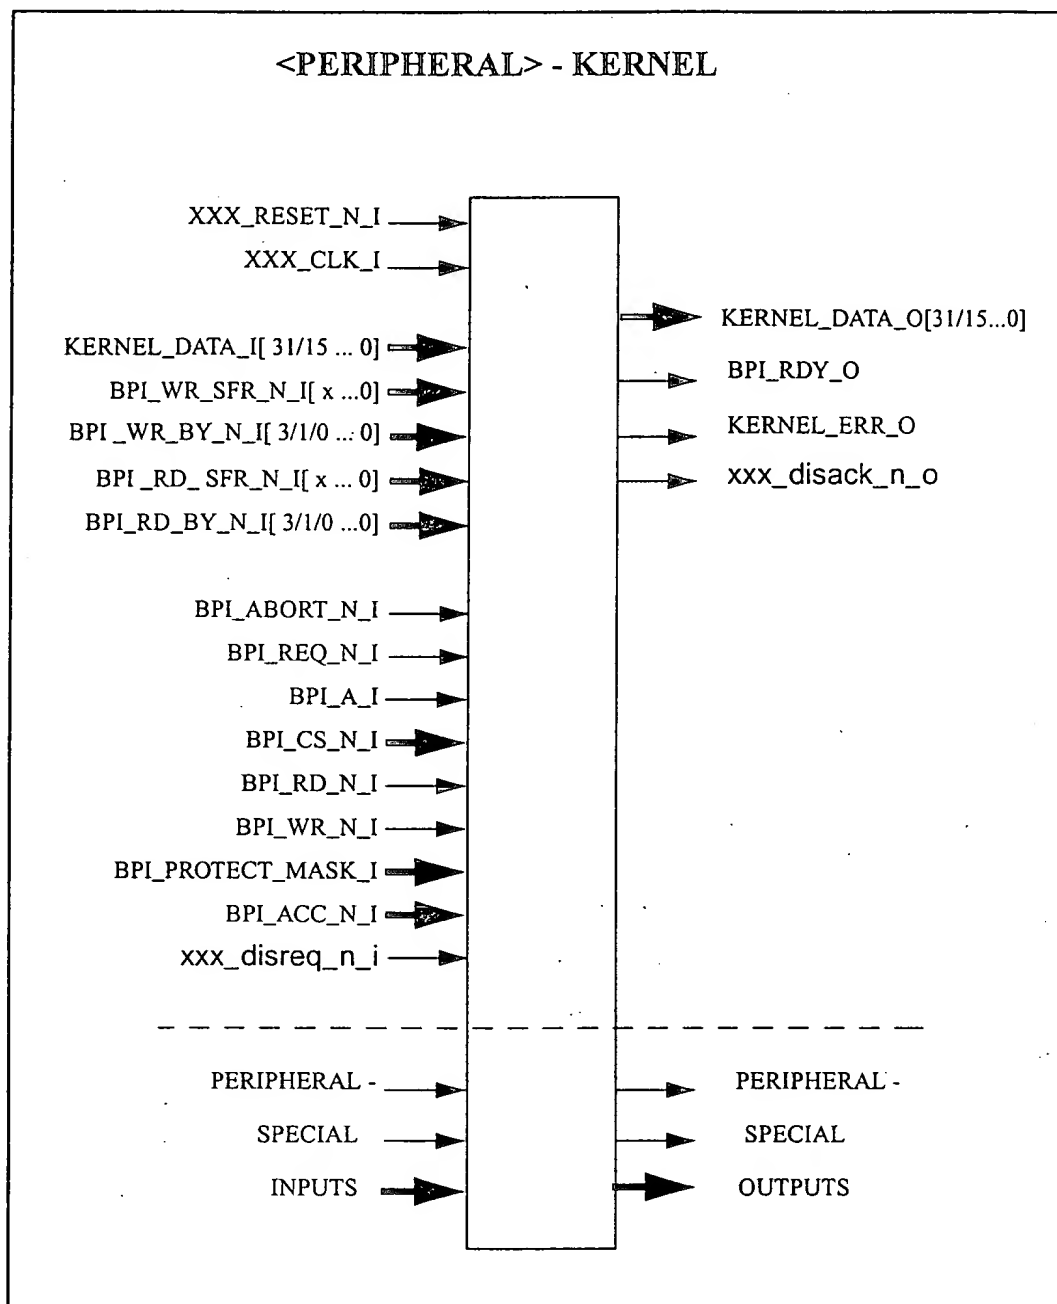 <PERIPHERAL> - KERNEL
XXX_RESET_N_I
XXX_CLK_I
KERNEL_DATA_I[ 31/15 ... 0]
BPI_WR_SFR_N_I[ x ...0]
BPI _WR_BY_N_I[ 3/1/0 ... 0]
BPI _RD_ SFR_N_I[ x ... 0]
BPI_RD_BY_N_I[ 3/1/0 ...0]
BPI_ABORT_N_I
BPI_REQ_N_I
BPI_A_I
BPI_CS_N_I
BPI_RD_N_I
BPI_WR_N_I
BPI_PROTECT_MASK_I
BPI_ACC_N_I
xxx_disreq_n_i
KERNEL_DATA_O[31/15...0]
BPI_RDY_O
KERNEL_ERR_O
xxx_disack_n_o
PERIPHERAL -
SPECIAL
INPUTS
PERIPHERAL -
SPECIAL
OUTPUTS